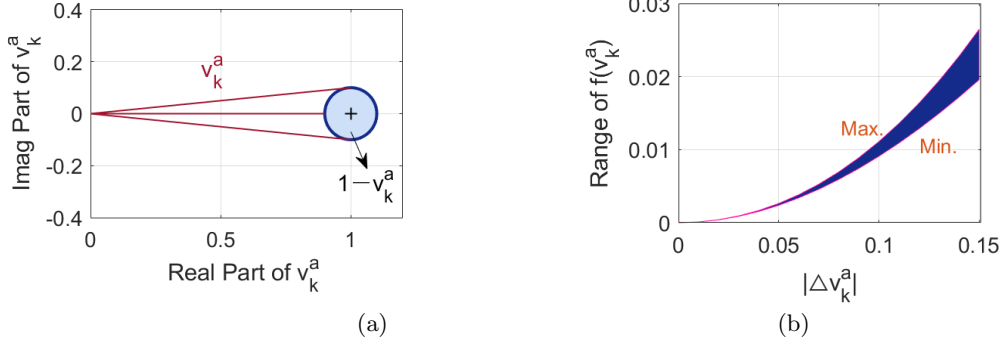 0.4
0.2
0
-0.2
-0.4
Imag Part of v_k^a
v_k^a
1−v_k^a
0
0.5
1
Real Part of v_k^a
(a)
0.03
0.02
0.01
0
Range of f(v_k^a)
Max.
Min.
0
0.05
0.1
0.15
|△v_k^a|
(b)